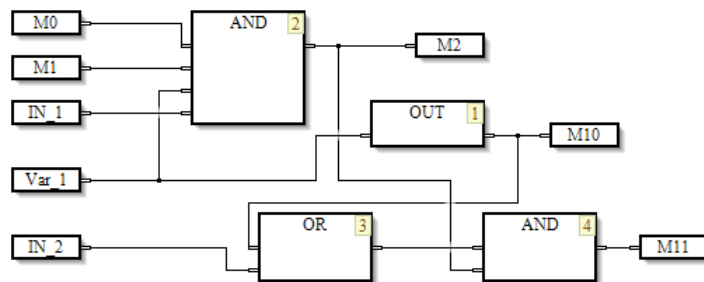 M0
AND 2
M2
M1
IN_1
OUT 1
M10
Var_1
OR 3
AND 4
IN_2
M11